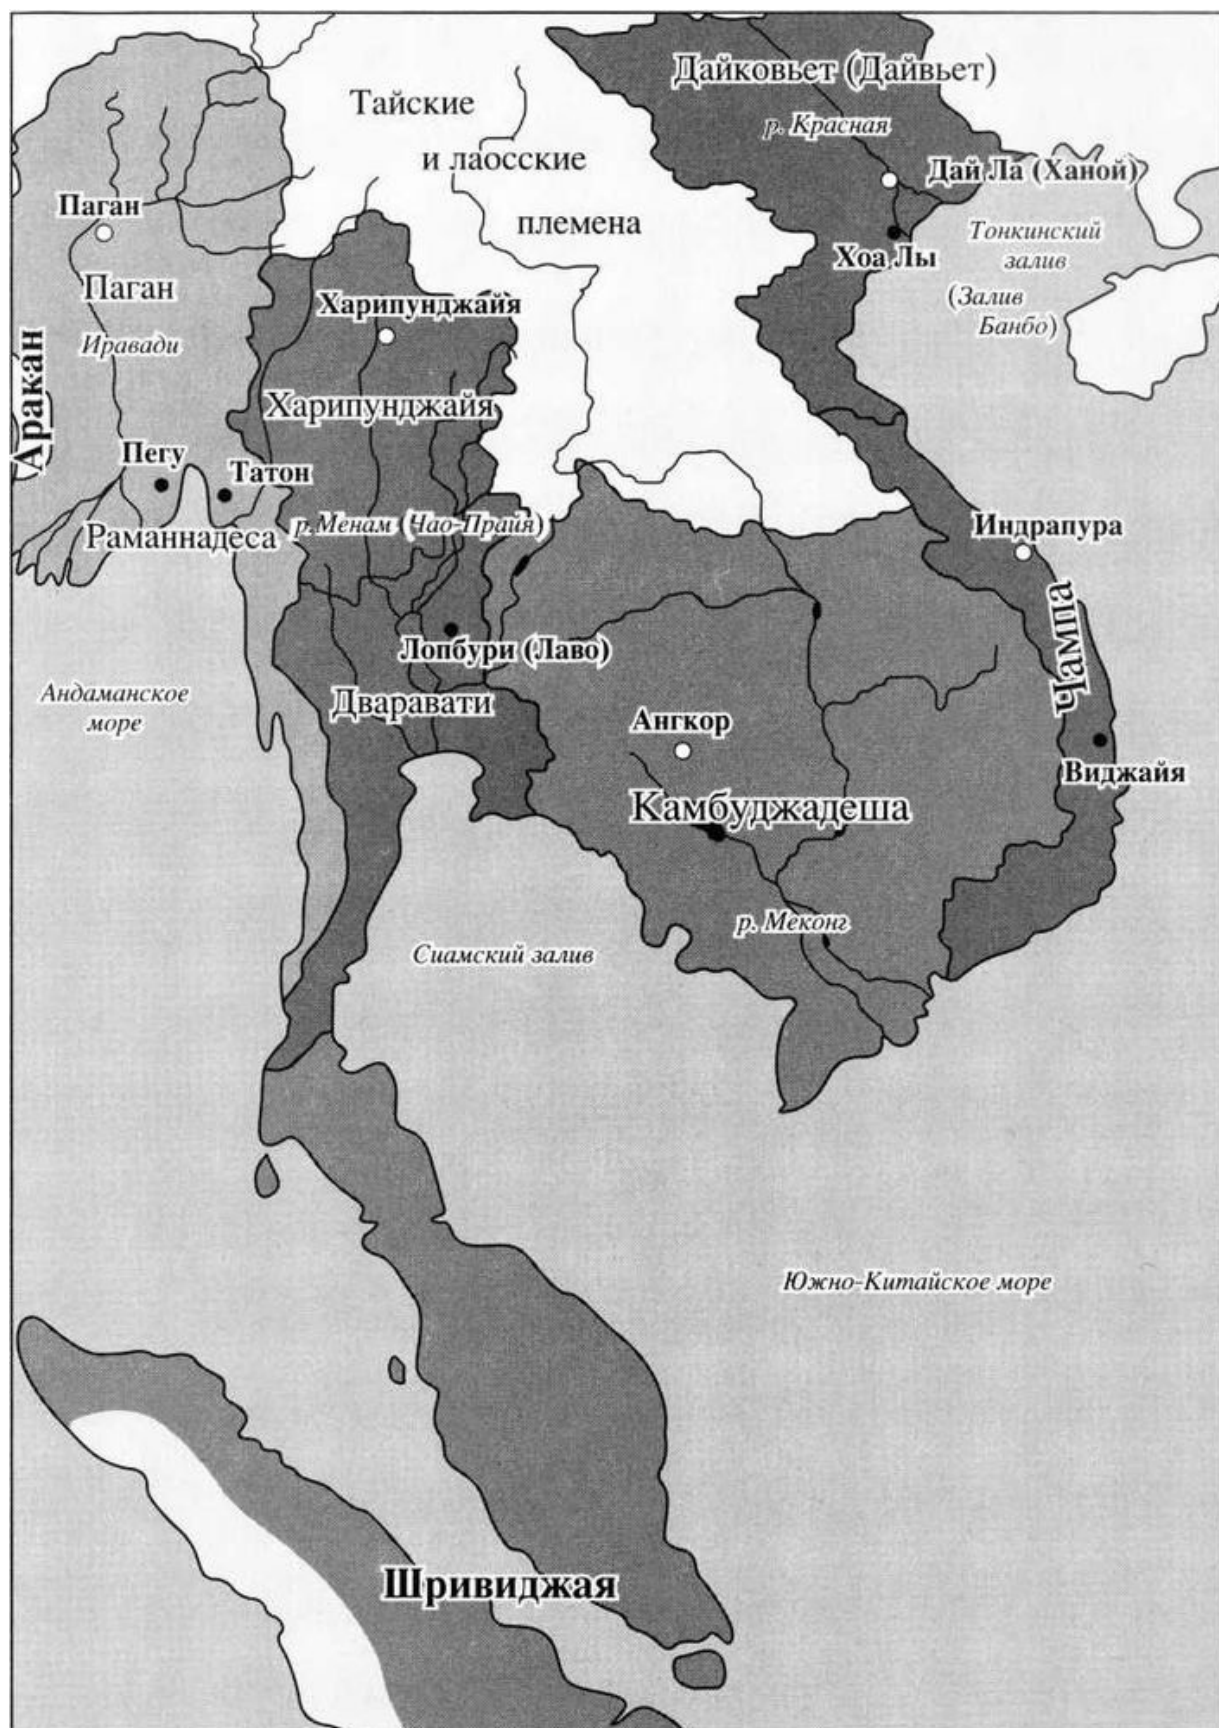 Дайковьет (Дайвьет)
Тайские
и лаосские
племена
р. Красная
Дай Ла (Ханой)
Паган
Хоа Лы
Тонкинский
залив
(Залив
Банбо)
Паган
Иравади
Харипунджайя
Аракан
Харипунджайя
Пегу
Татон
Раманнадеса
р. Менам (Чао-Прайя)
Индрапура
Чампа
Лопбури (Лаво)
Андаманское
море
Дваравати
Ангкор
Виджайя
Камбуджадеша
р. Меконг
Сиамский залив
Южно-Китайское море
Шривиджая